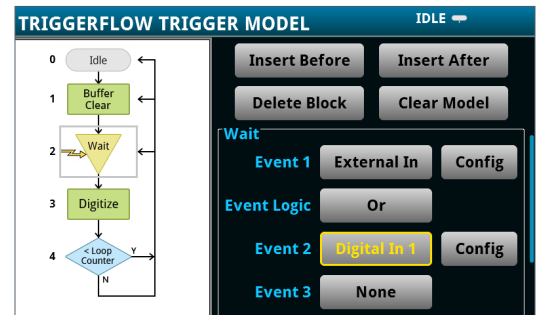 TRIGGERFLOW TRIGGER MODEL
IDLE
0 Idle
1 Buffer
Clear
2 Wait
3 Digitize
4 < Loop
Counter
Y
N
Insert Before Insert After
Delete Block Clear Model
Wait
Event 1 External In Config
Event Logic Or
Event 2 Digital In 1 Config
Event 3 None